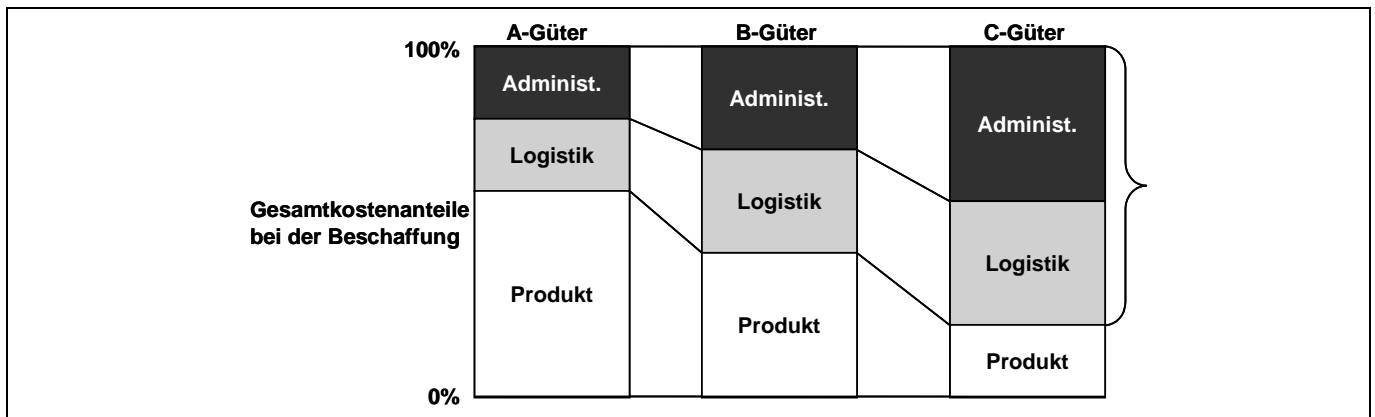 A-Güter B-Güter C-Güter
100%
Administ. Administ. Administ.
Logistik Logistik Logistik
Gesamtkostenanteile
bei der Beschaffung
Produkt Produkt Produkt
0%